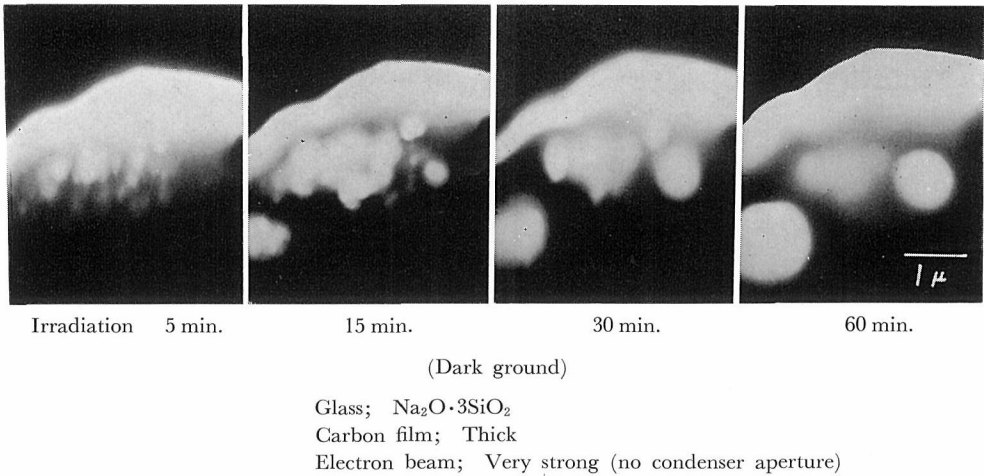 1 μ
Irradiation 5 min. 15 min. 30 min. 60 min.
(Dark ground)
Glass; Na₂O·3SiO₂
Carbon film; Thick
Electron beam; Very strong (no condenser aperture)